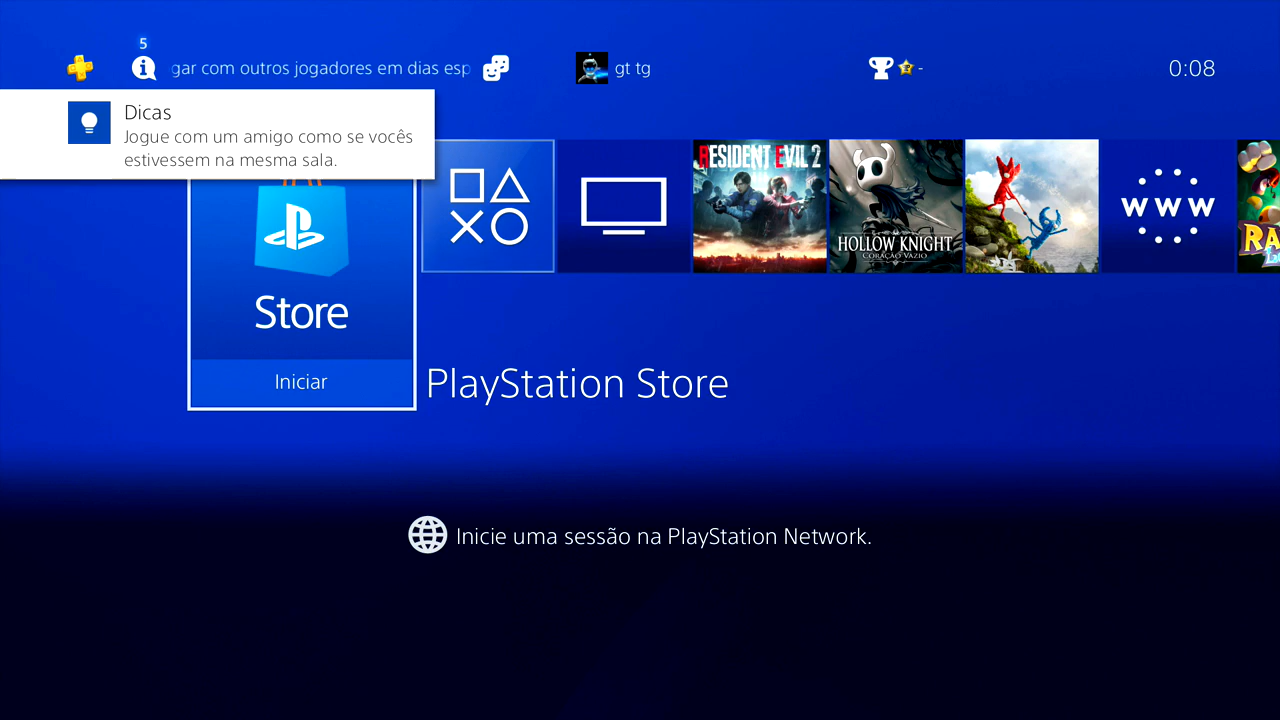 5
gar com outros jogadores em dias esp
gt tg
-
0:08
Dicas
Jogue com um amigo como se vocês
estivessem na mesma sala.
RESIDENT EVIL 2
HOLLOW KNIGHT
CORAÇÃO VAZIO
WWW
RA
Store
Iniciar
PlayStation Store
Inicie uma sessão na PlayStation Network.